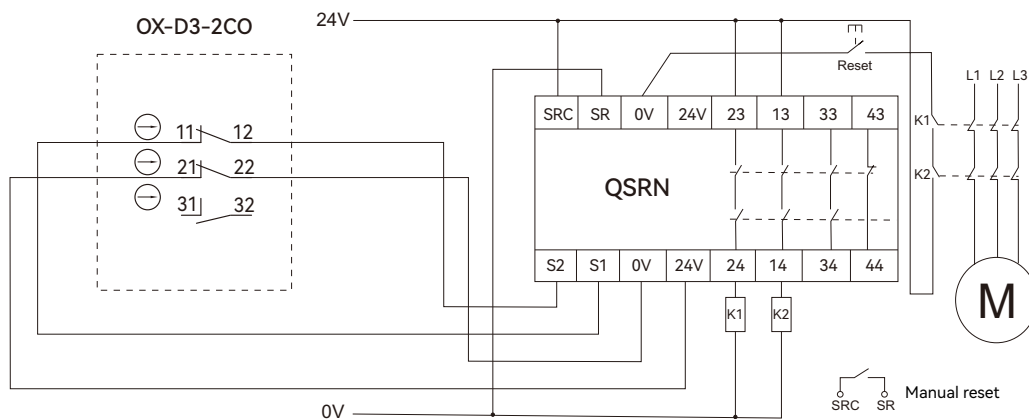 OX-D3-2CO
24V
Reset
L1 L2 L3
SRC SR 0V 24V 23 13 33 43
11 12
K1
21 22
K2
QSRN
31 32
S2 S1 0V 24V 24 14 34 44
K1 K2
M
SRC SR Manual reset
0V